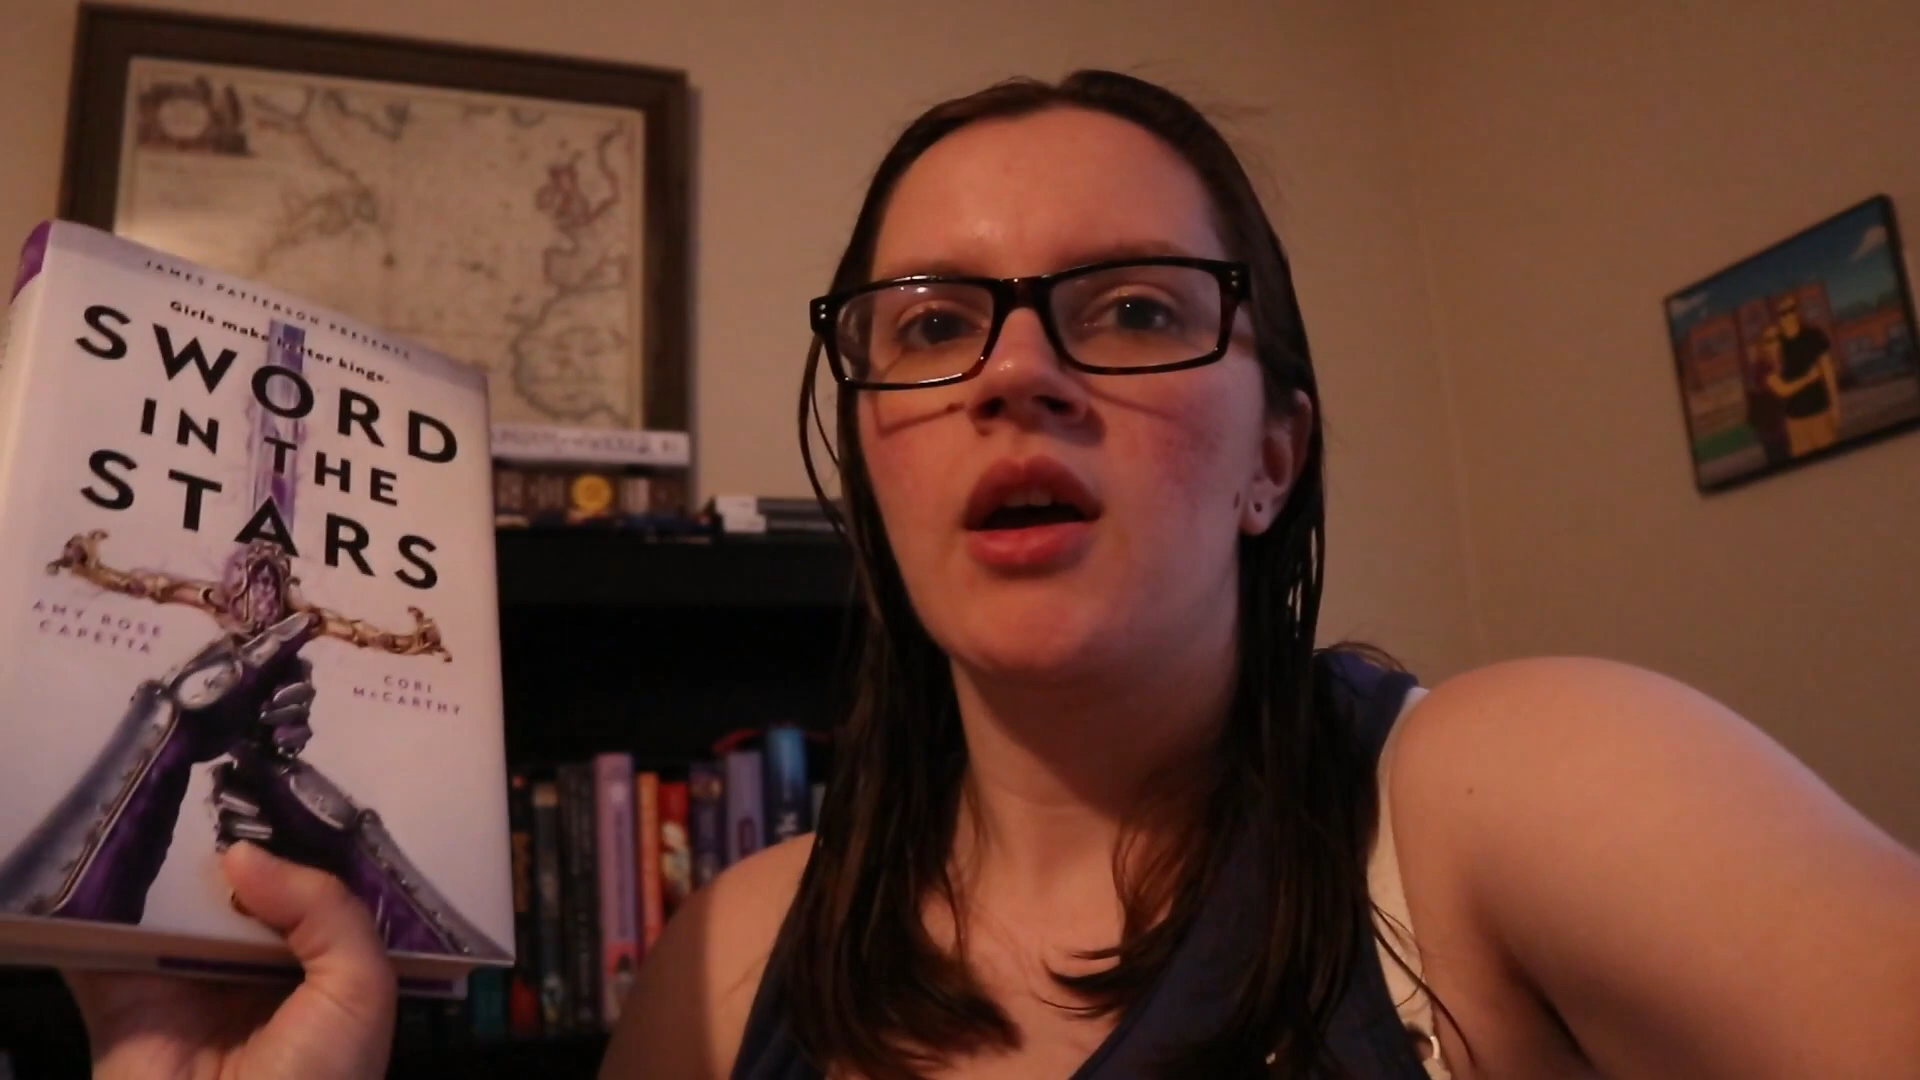 JAMES PATTERSON PRESENTS
Girls make better kings.
SWORD
IN THE
STARS
AMY ROSE
CAPETTA
CORI
McCARTHY